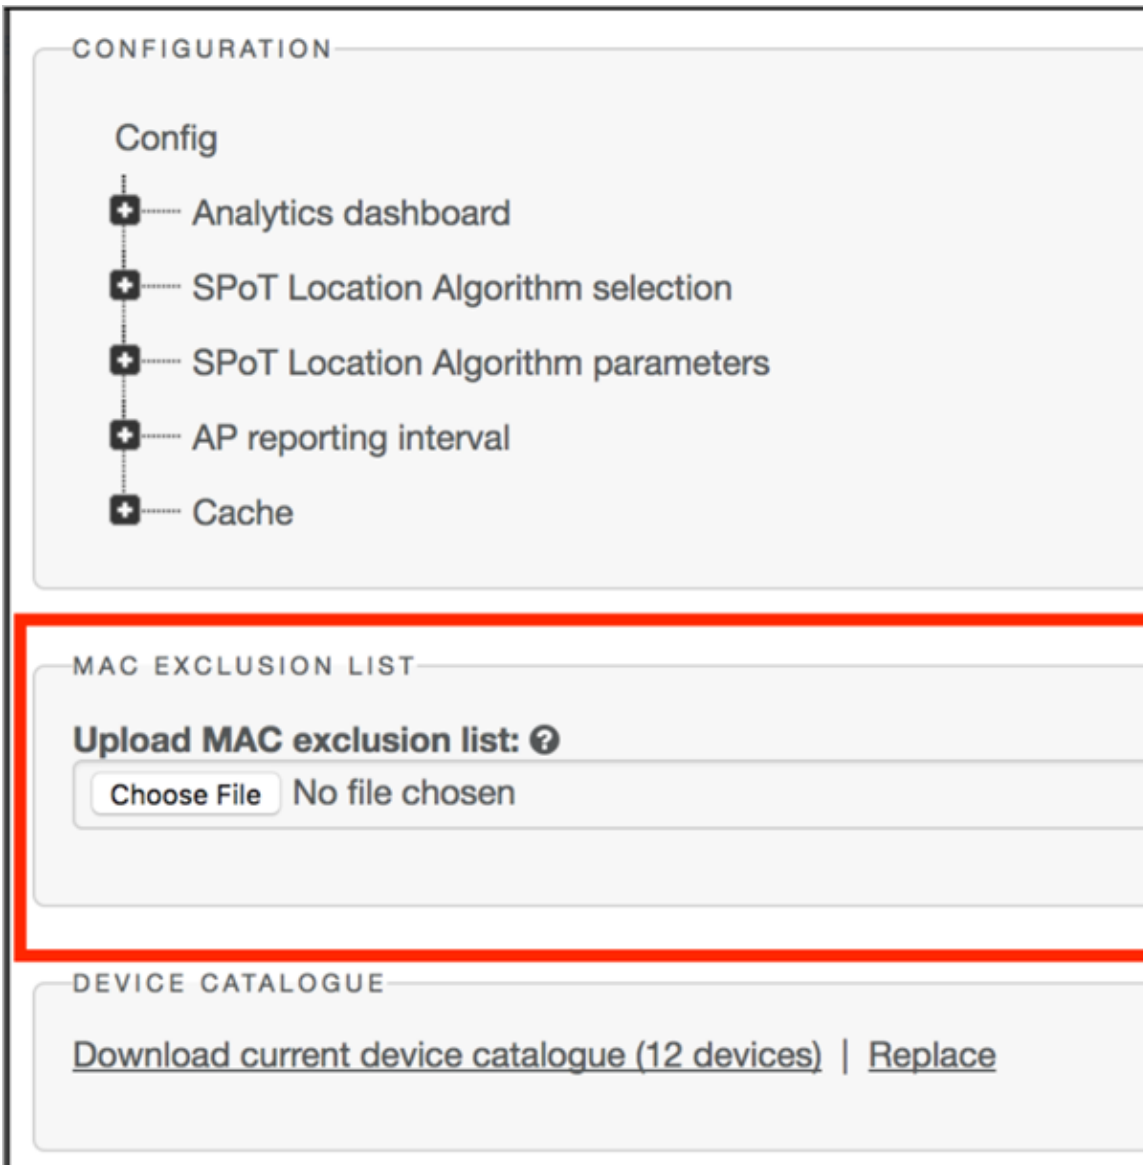 CONFIGURATION
Config
Analytics dashboard
SPoT Location Algorithm selection
SPoT Location Algorithm parameters
AP reporting interval
Cache
MAC EXCLUSION LIST
Upload MAC exclusion list: ?
Choose File No file chosen
DEVICE CATALOGUE
Download current device catalogue (12 devices) | Replace